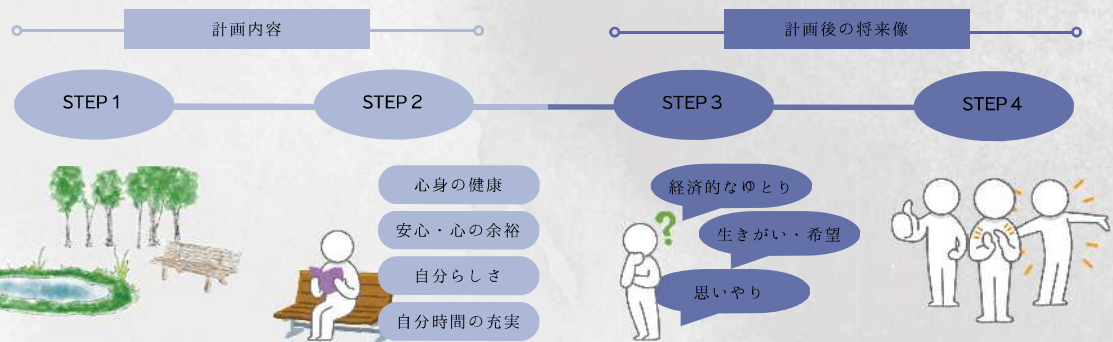 計画内容
計画後の将来像
STEP 1
STEP 2
STEP 3
STEP 4
心身の健康
安心・心の余裕
自分らしさ
自分時間の充実
経済的なゆとり
生きがい・希望
思いやり
?